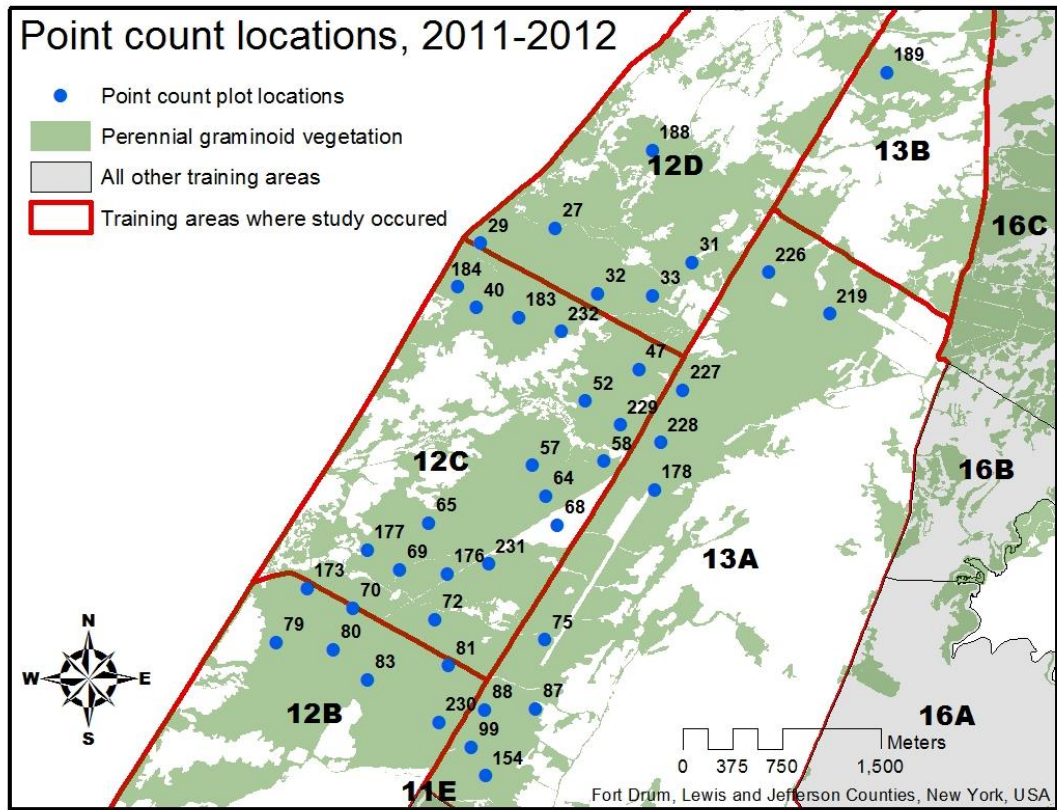 Point count locations, 2011-2012
Point count plot locations
Perennial graminoid vegetation
All other training areas
Training areas where study occured
189
188
12D
13B
27
29
16C
31
226
184
32
33
40
183
219
232
47
227
52
229
228
58
57
12C
16B
64
178
65
68
13A
177
231
69
176
173
70
72
75
N
79
80
81
W
E
83
88
87
12B
230
16A
S
99
154
Meters
0
375
750
1,500
11E
Fort Drum, Lewis and Jefferson Counties, New York, USA